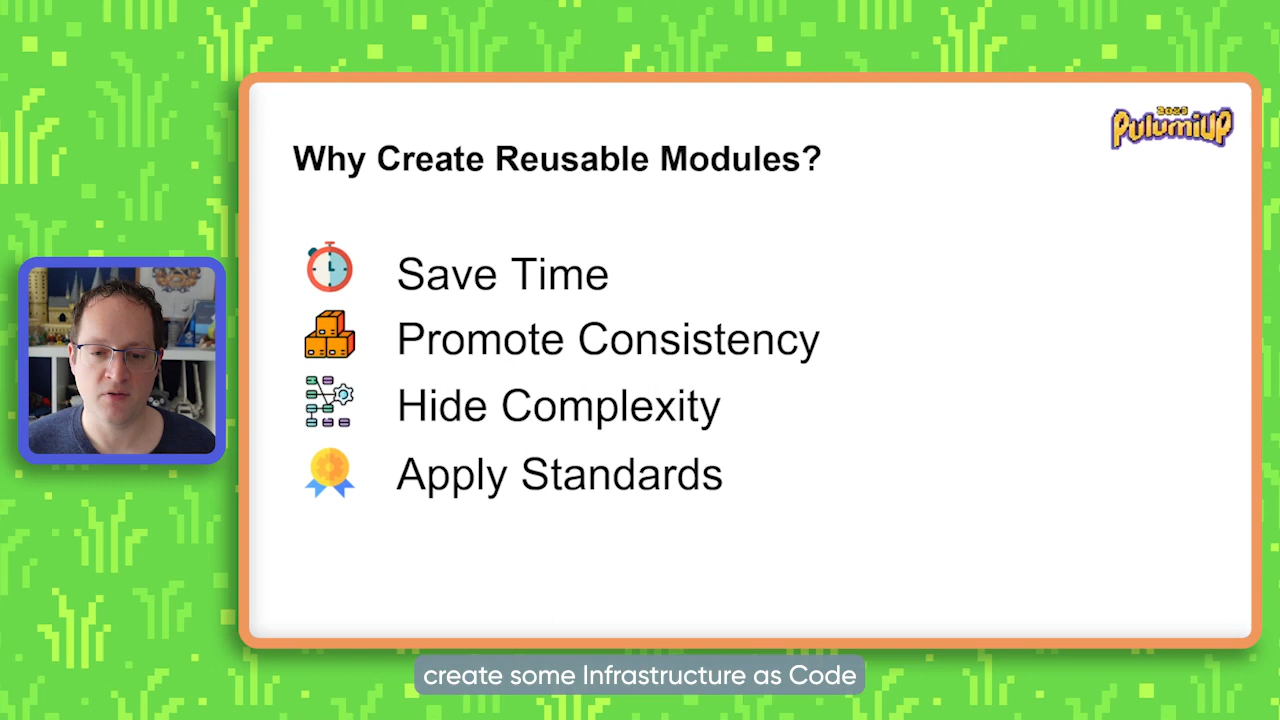 PulumiUP
Why Create Reusable Modules?
Save Time
Promote Consistency
Hide Complexity
Apply Standards
create some Infrastructure as Code